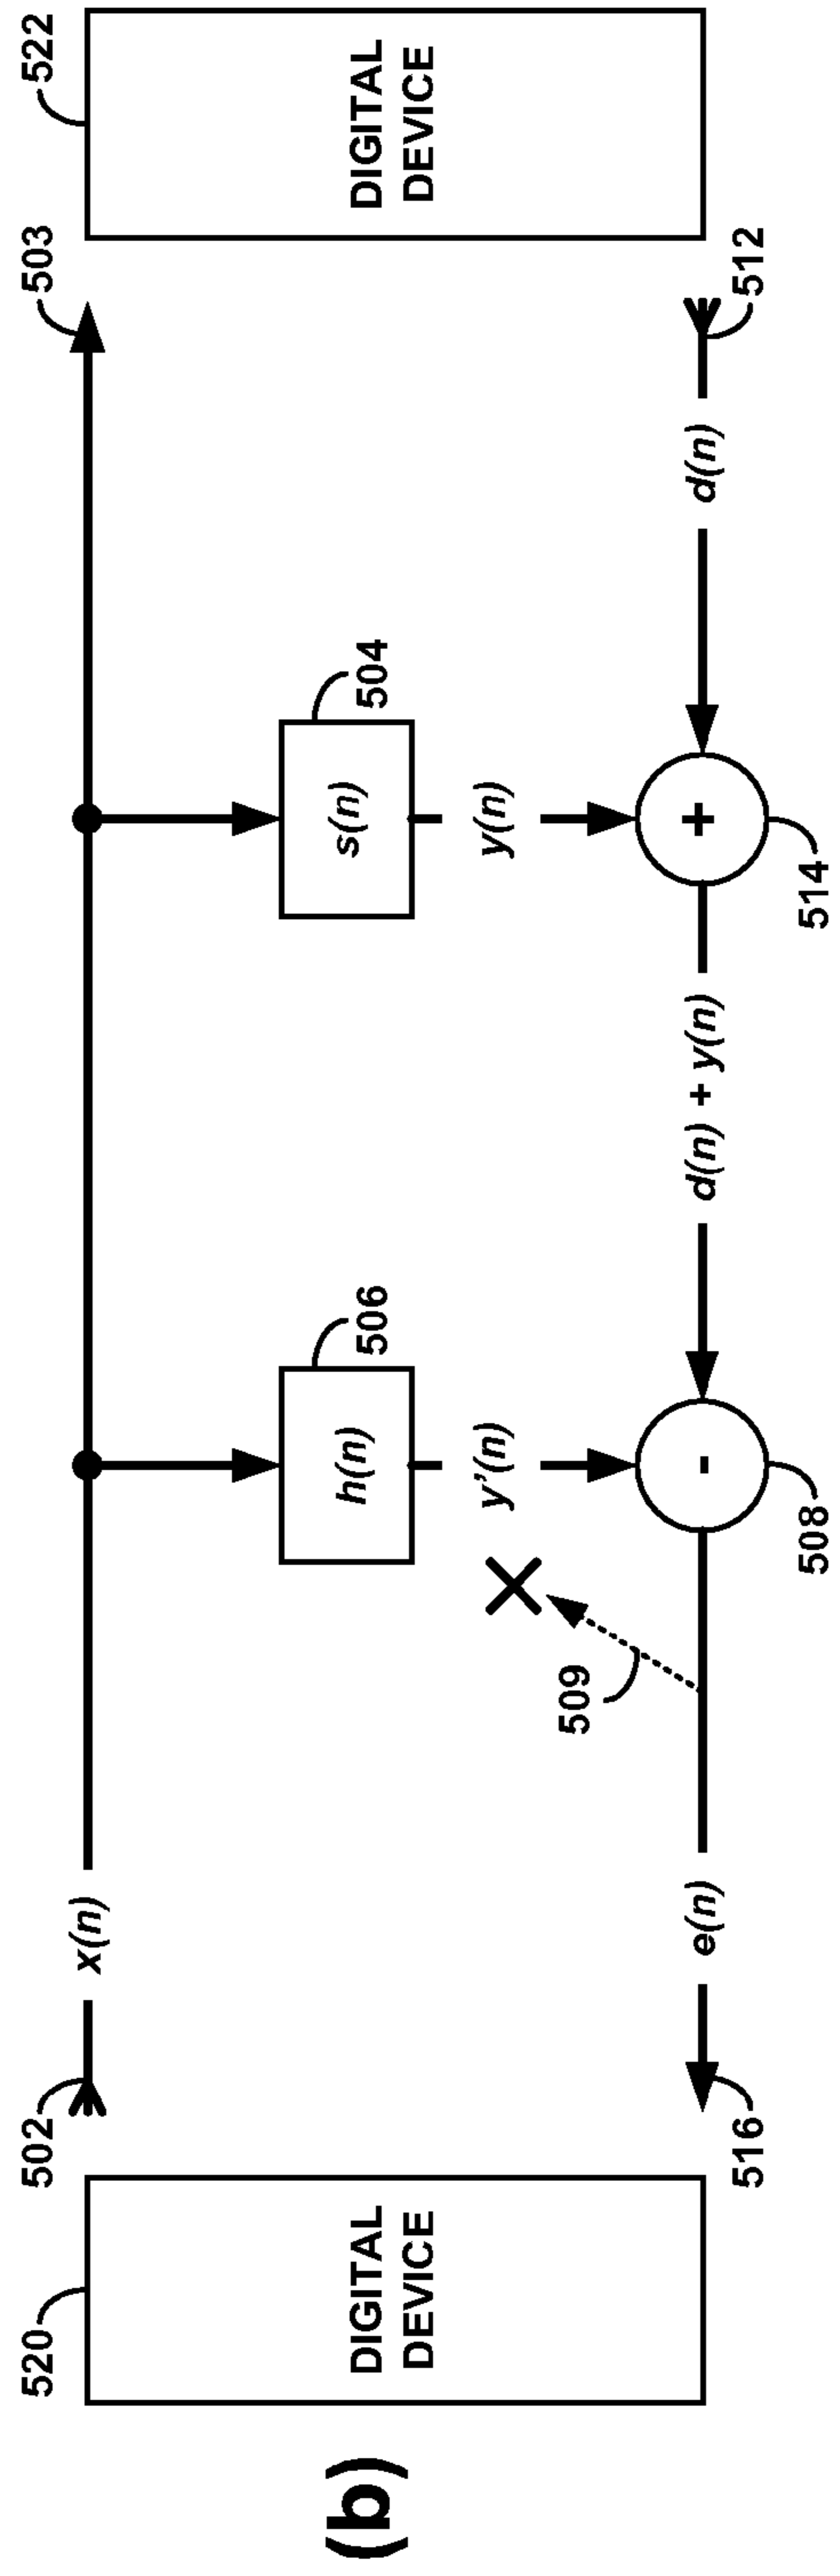 (b)
520
DIGITAL
DEVICE
502
x(n)
503
522
DIGITAL
DEVICE
506
h(n)
y'(n)
504
s(n)
y(n)
509
516
e(n)
-
508
d(n) + y(n)
+
514
d(n)
512